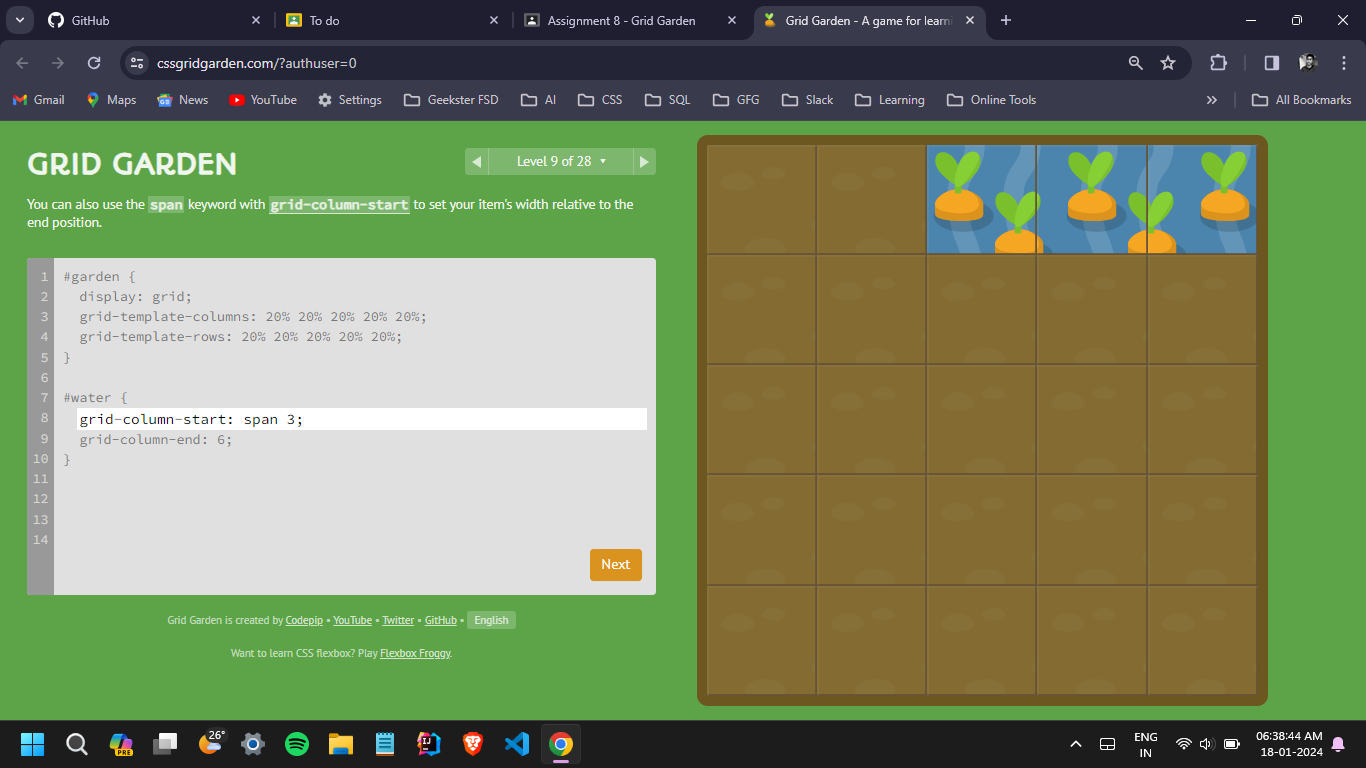 GitHub
To do
Assignment 8 - Grid Garden
Grid Garden - A game for learni
cssgridgarden.com/?authuser=0
Gmail
Maps
News
YouTube
Settings
Geekster FSD
AI
CSS
SQL
GFG
Slack
Learning
Online Tools
»
All Bookmarks
GRID GARDEN
Level 9 of 28
You can also use the span keyword with grid-column-start to set your item's width relative to the
end position.
1 #garden {
2 display: grid;
3 grid-template-columns: 20% 20% 20% 20% 20%;
4 grid-template-rows: 20% 20% 20% 20% 20%;
5 }
6
7 #water {
8 grid-column-start: span 3;
9 grid-column-end: 6;
10 }
11
12
13
14
Next
Grid Garden is created by Codepip • YouTube • Twitter • GitHub • English
Want to learn CSS flexbox? Play Flexbox Froggy.
PRE
26°
ENG
IN
06:38:44 AM
18-01-2024